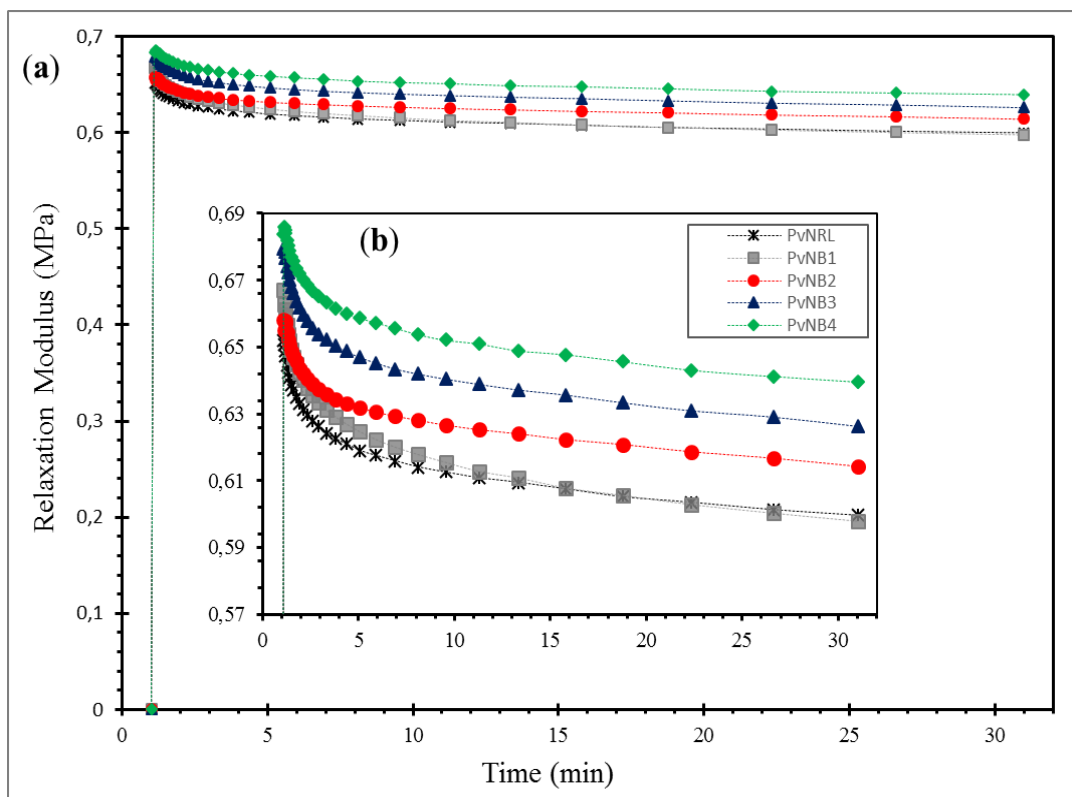 (a)
0,7
0,6
0,5
0,4
0,3
0,2
0,1
0
Relaxation Modulus (MPa)
0 5 10 15 20 25 30
Time (min)
(b)
0,69
0,67
0,65
0,63
0,61
0,59
0,57
0 5 10 15 20 25 30
PvNRL
PvNB1
PvNB2
PvNB3
PvNB4